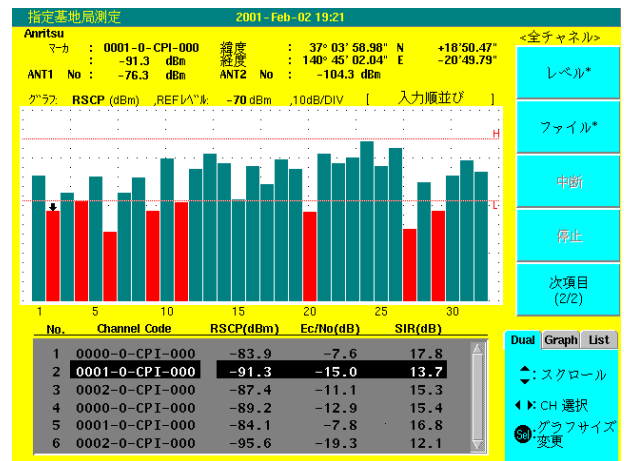 指定基地局測定 2001-Feb-02 19:21
Anritsu
マーカ : 0001-0-CPI-000 緯度 : 37° 03' 58.98" N +18'50.47"
: -91.3 dBm 経度 : 140° 45' 02.04" E -20'49.79"
ANT1 No : -76.3 dBm ANT2 No : -104.3 dBm
グラフ: RSCP (dBm) ,REFレベル: -70 dBm ,10dB/DIV [ 入力順並び ]
H
L
1 5 10 15 20 25 30
No. Channel Code RSCP(dBm) Ec/No(dB) SIR(dB)
1 0000-0-CPI-000 -83.9 -7.6 17.8
2 0001-0-CPI-000 -91.3 -15.0 13.7
3 0002-0-CPI-000 -87.4 -11.1 15.3
4 0000-0-CPI-000 -89.2 -12.9 15.4
5 0001-0-CPI-000 -84.1 -7.8 16.8
6 0002-0-CPI-000 -95.6 -19.3 12.1
<全チャネル>
レベル*
ファイル*
中断
停止
次項目
(2/2)
Dual Graph List
:スクロール
:CH 選択
Sel:グラフサイズ
変更